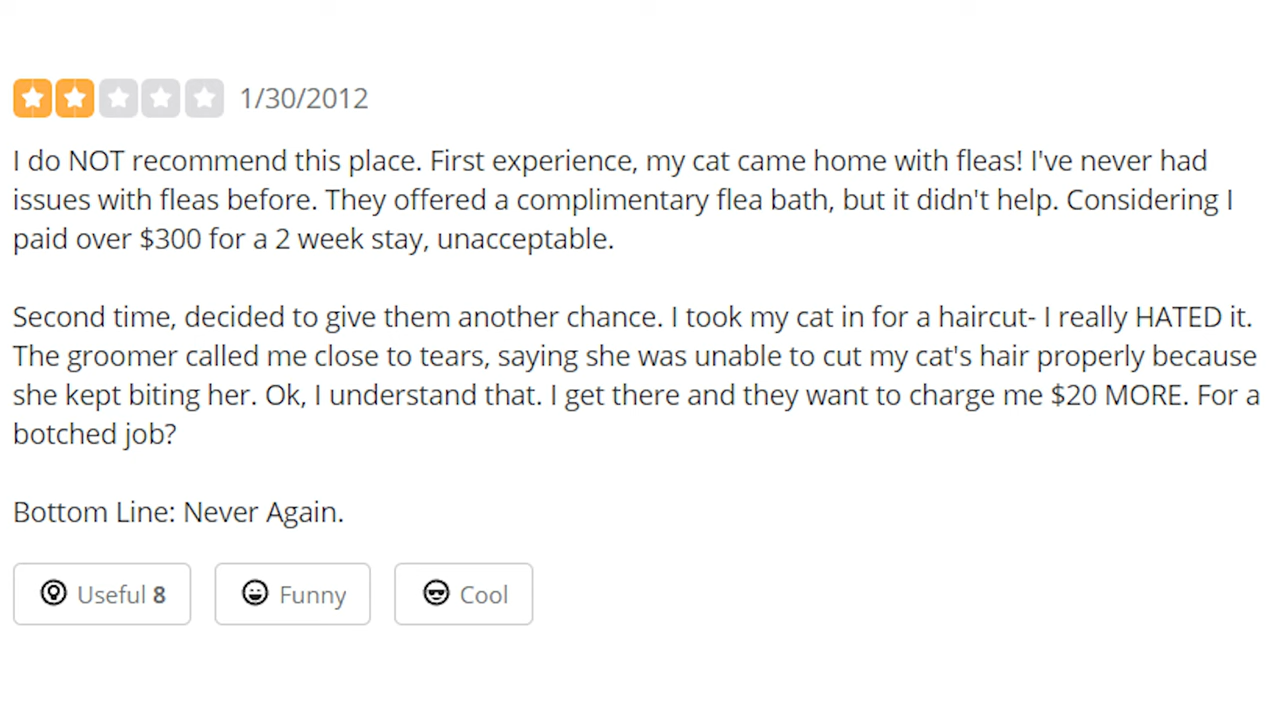 1/30/2012
I do NOT recommend this place. First experience, my cat came home with fleas! I've never had
issues with fleas before. They offered a complimentary flea bath, but it didn't help. Considering I
paid over $300 for a 2 week stay, unacceptable.
Second time, decided to give them another chance. I took my cat in for a haircut- I really HATED it.
The groomer called me close to tears, saying she was unable to cut my cat's hair properly because
she kept biting her. Ok, I understand that. I get there and they want to charge me $20 MORE. For a
botched job?
Bottom Line: Never Again.
Useful 8 Funny Cool